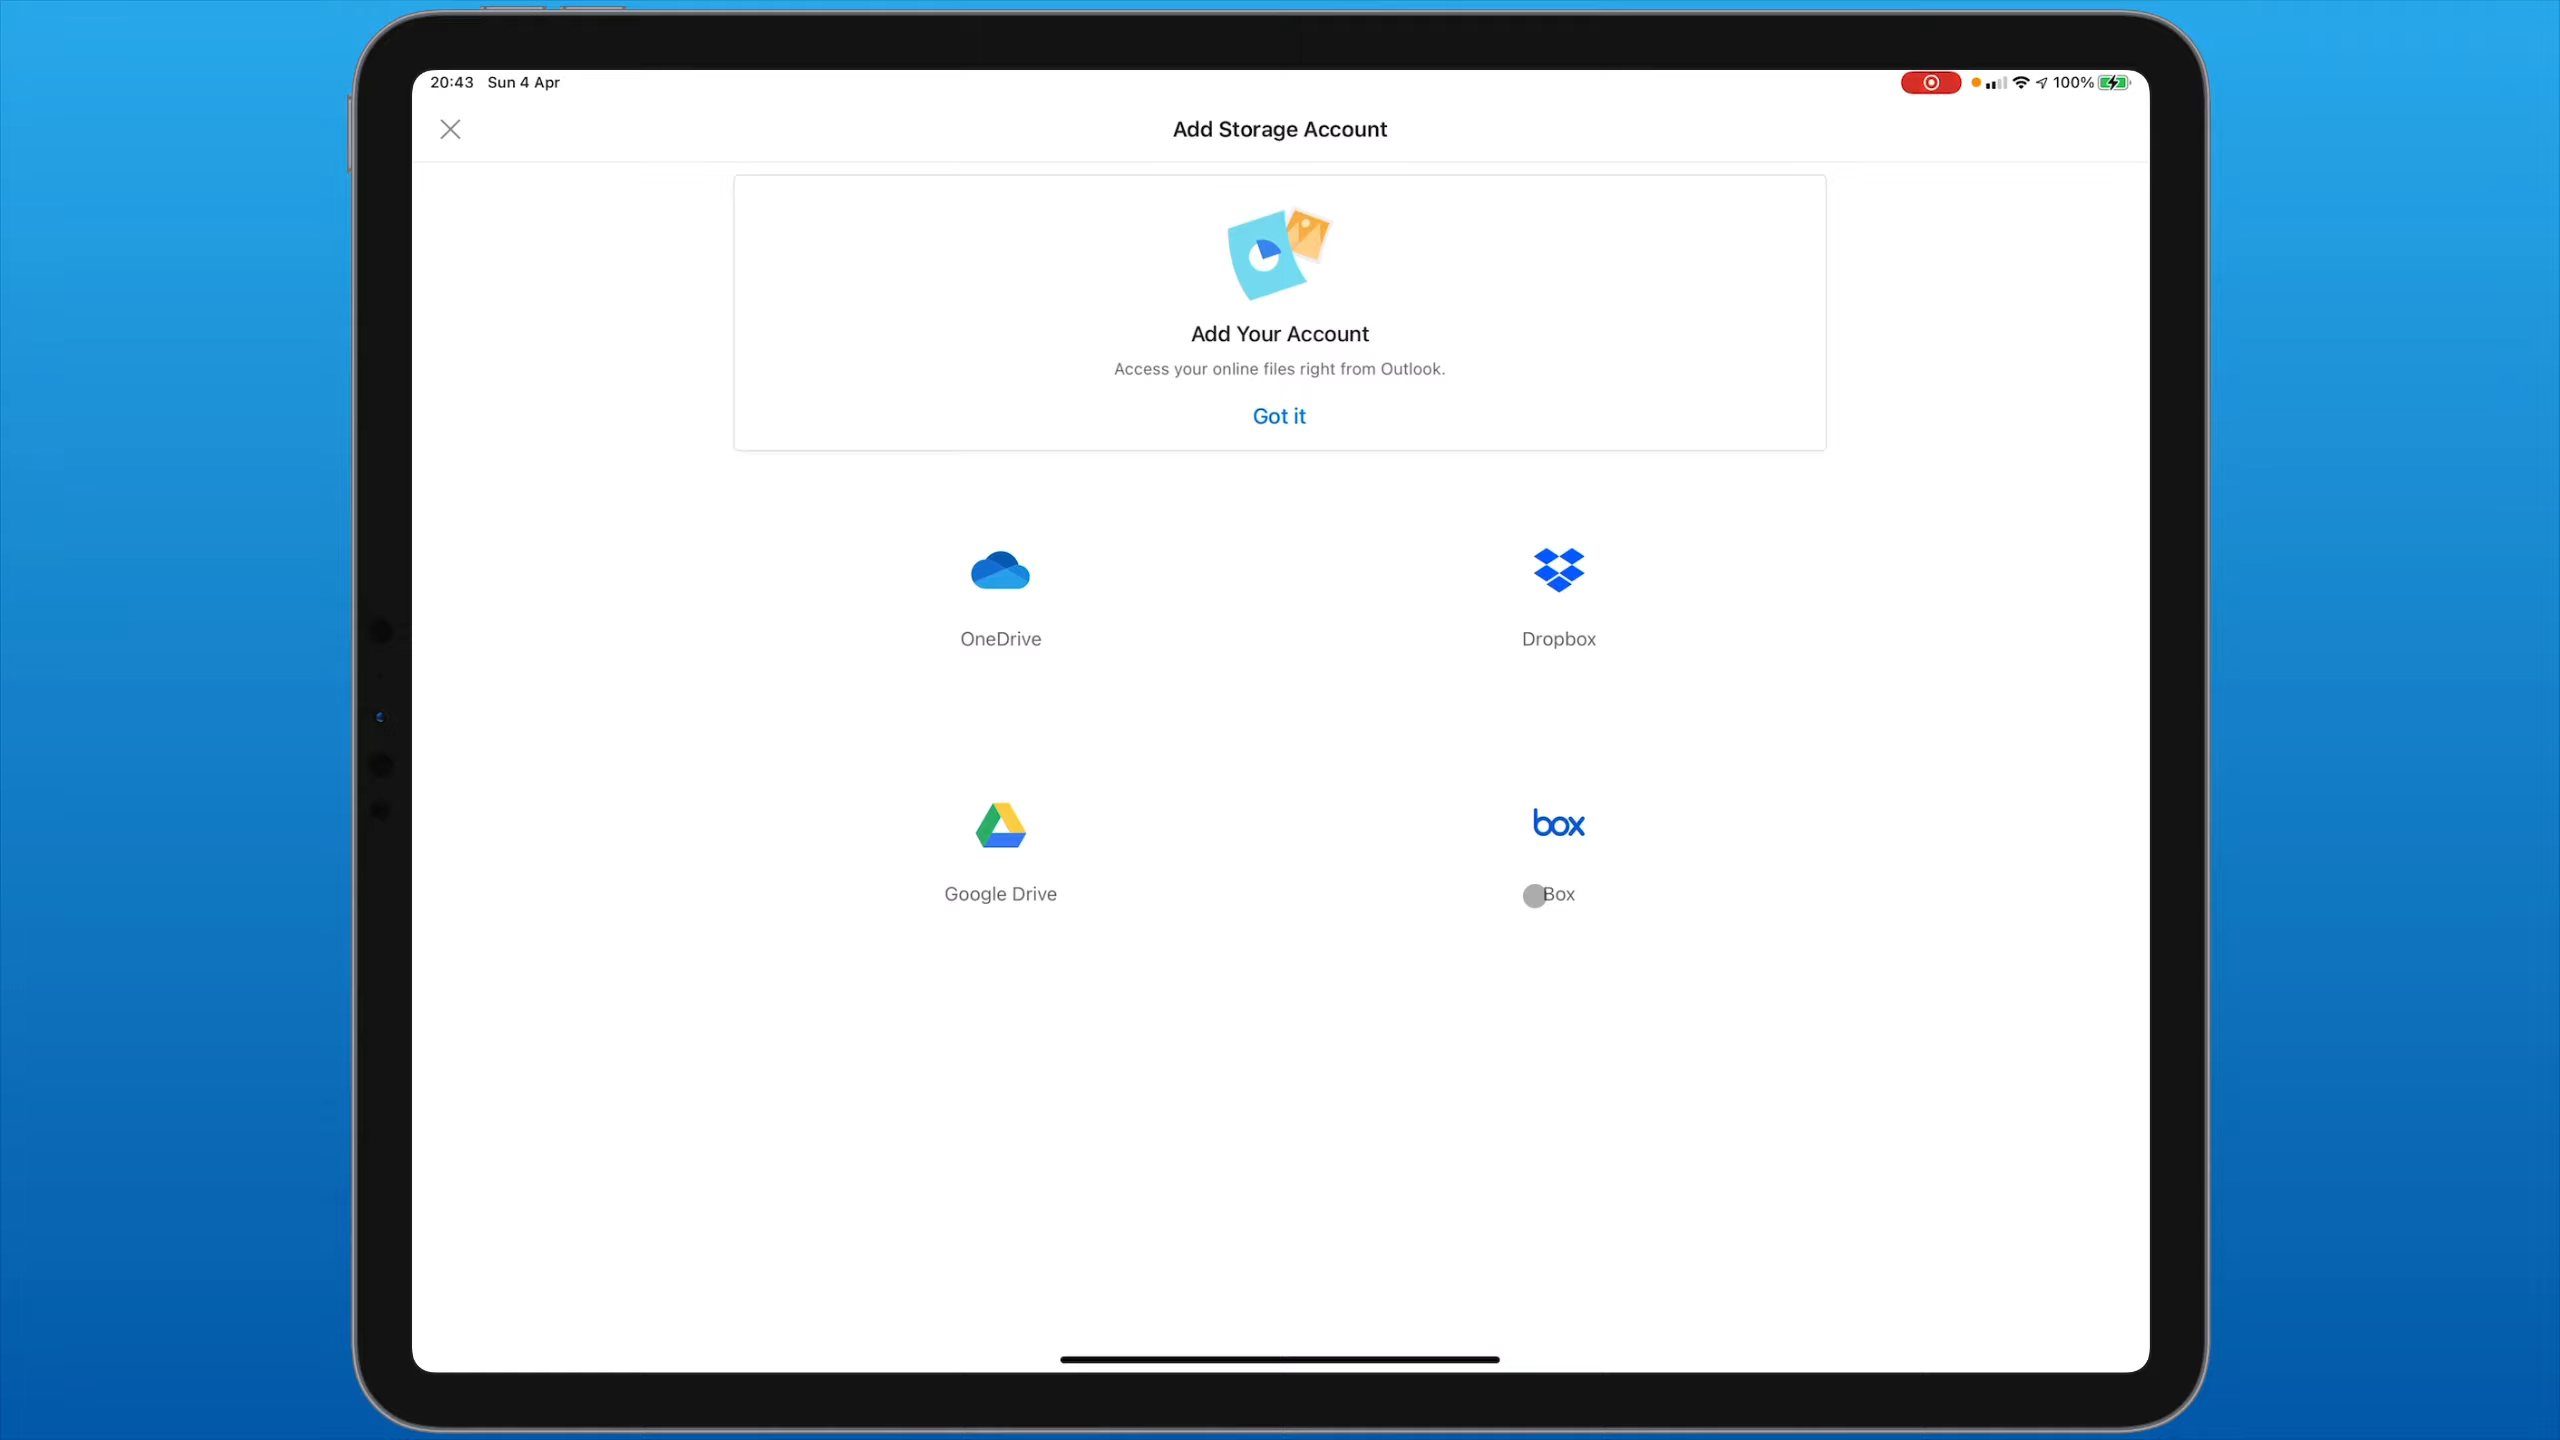 20:43 Sun 4 Apr
100%
Add Storage Account
Add Your Account
Access your online files right from Outlook.
Got it
OneDrive
Dropbox
box
Google Drive
Box